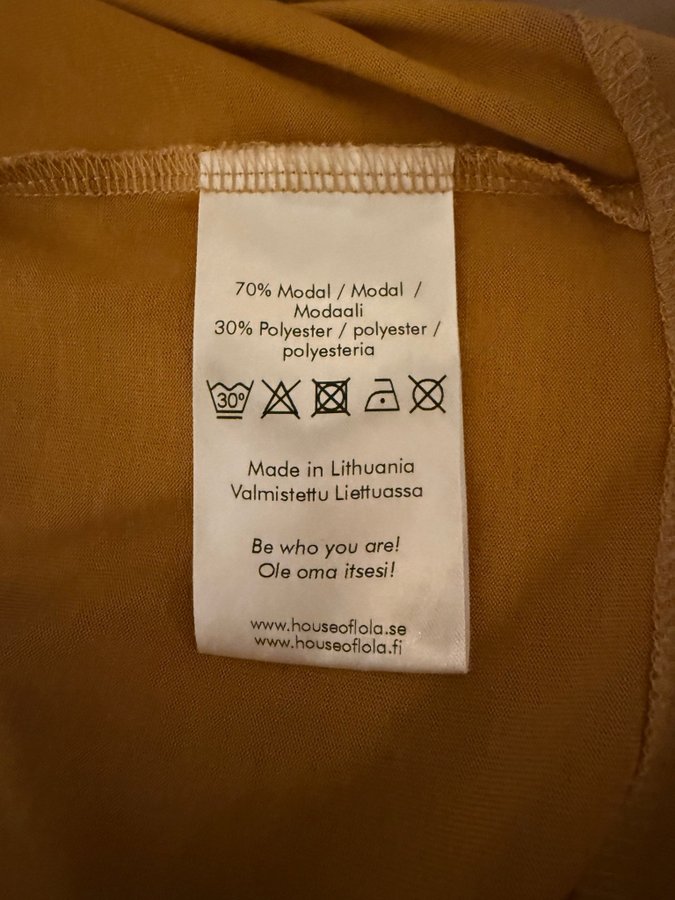 70% Modal / Modal /
Modaali
30% Polyester / polyester /
polyesteria
30°
Made in Lithuania
Valmistettu Liettuassa
Be who you are!
Ole oma itsesi!
www.houseoflola.se
www.houseoflola.fi